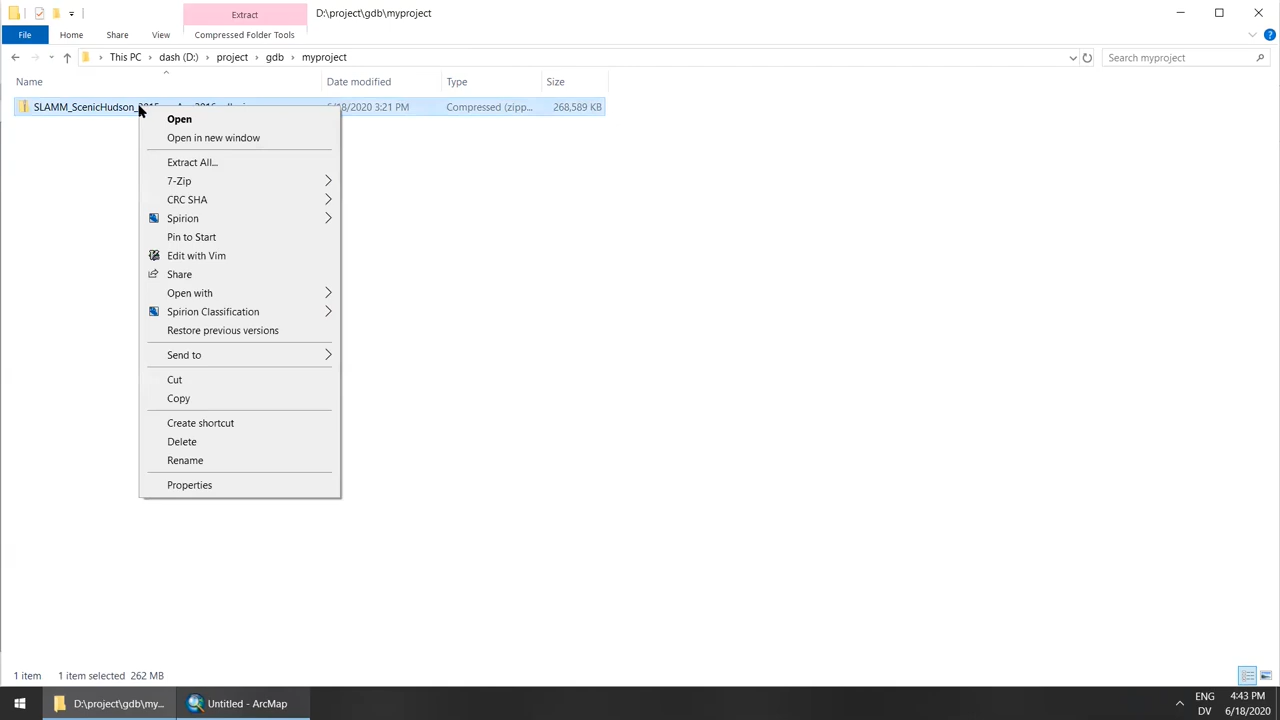 Extract
D:\project\gdb\myproject
File
Home
Share
View
Compressed Folder Tools
This PC
dash (D:)
project
gdb
myproject
Search myproject
Name
Date modified
Type
Size
SLAMM_ScenicHudson_
6/18/2020 3:21 PM
Compressed (zipp...
268,589 KB
Open
Open in new window
Extract All...
7-Zip
CRC SHA
Spirion
Pin to Start
Edit with Vim
Share
Open with
Spirion Classification
Restore previous versions
Send to
Cut
Copy
Create shortcut
Delete
Rename
Properties
1 item
1 item selected 262 MB
D:\project\gdb\my...
Untitled - ArcMap
ENG
DV
4:43 PM
6/18/2020